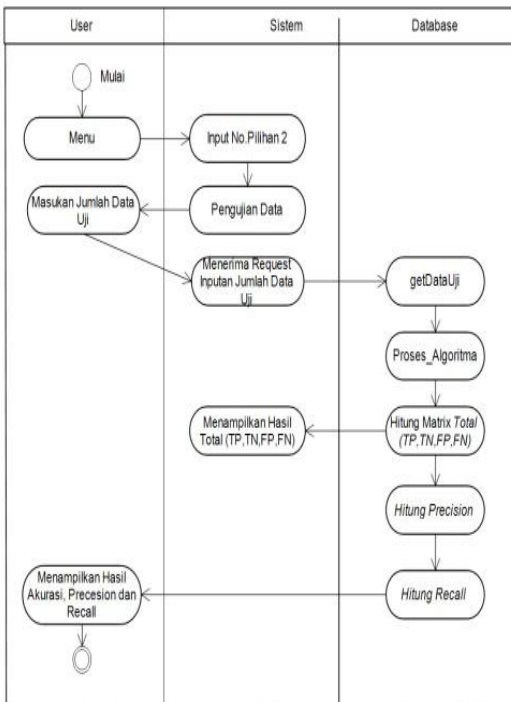 User
Sistem
Database
Mulai
Menu
Input No.Pilihan 2
Masukan Jumlah Data
Uji
Pengujian Data
Menerima Request
Inputan Jumlah Data
Uji
getDataUji
Proses_Algoritma
Menampilkan Hasil
Total (TP,TN,FP,FN)
Hitung Matrix Total
(TP,TN,FP,FN)
Hitung Precision
Menampilkan Hasil
Akurasi, Precesion dan
Recall
Hitung Recall